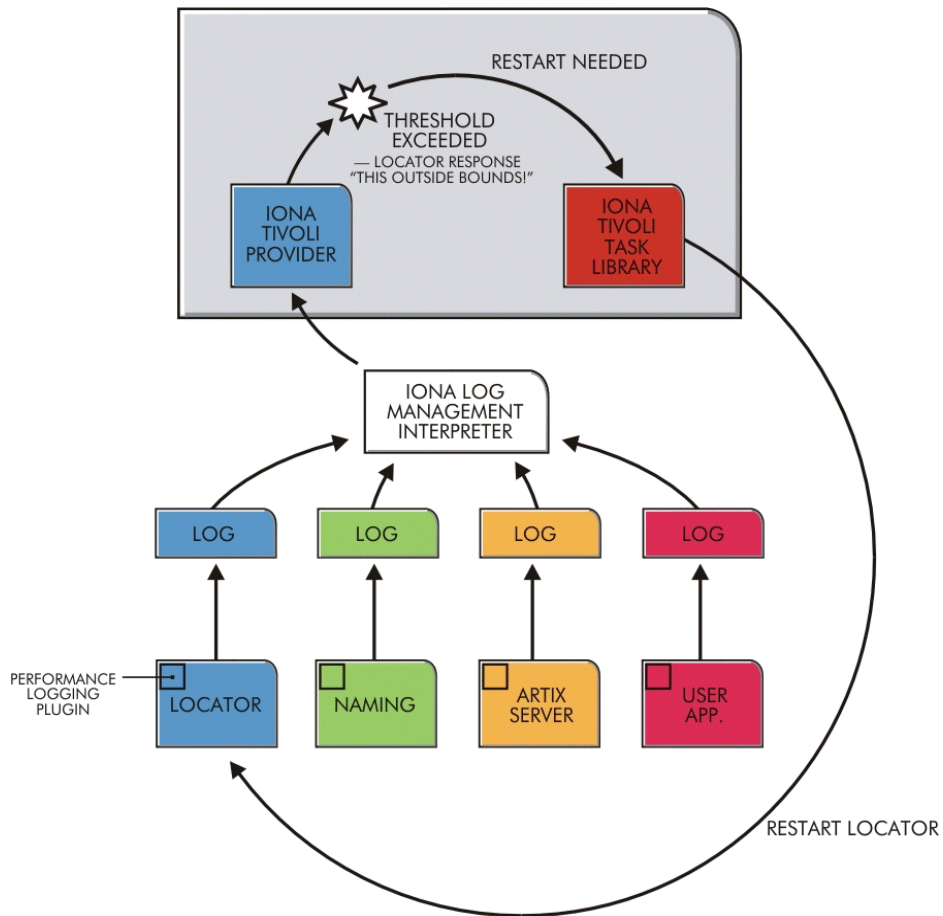 RESTART NEEDED
THRESHOLD
EXCEEDED
— LOCATOR RESPONSE
“THIS OUTSIDE BOUNDS!”
IONA
TIVOLI
PROVIDER
IONA
TIVOLI
TASK
LIBRARY
IONA LOG
MANAGEMENT
INTERPRETER
LOG
LOG
LOG
LOG
PERFORMANCE
LOGGING
PLUGIN
LOCATOR
NAMING
ARTIX
SERVER
USER
APP.
RESTART LOCATOR